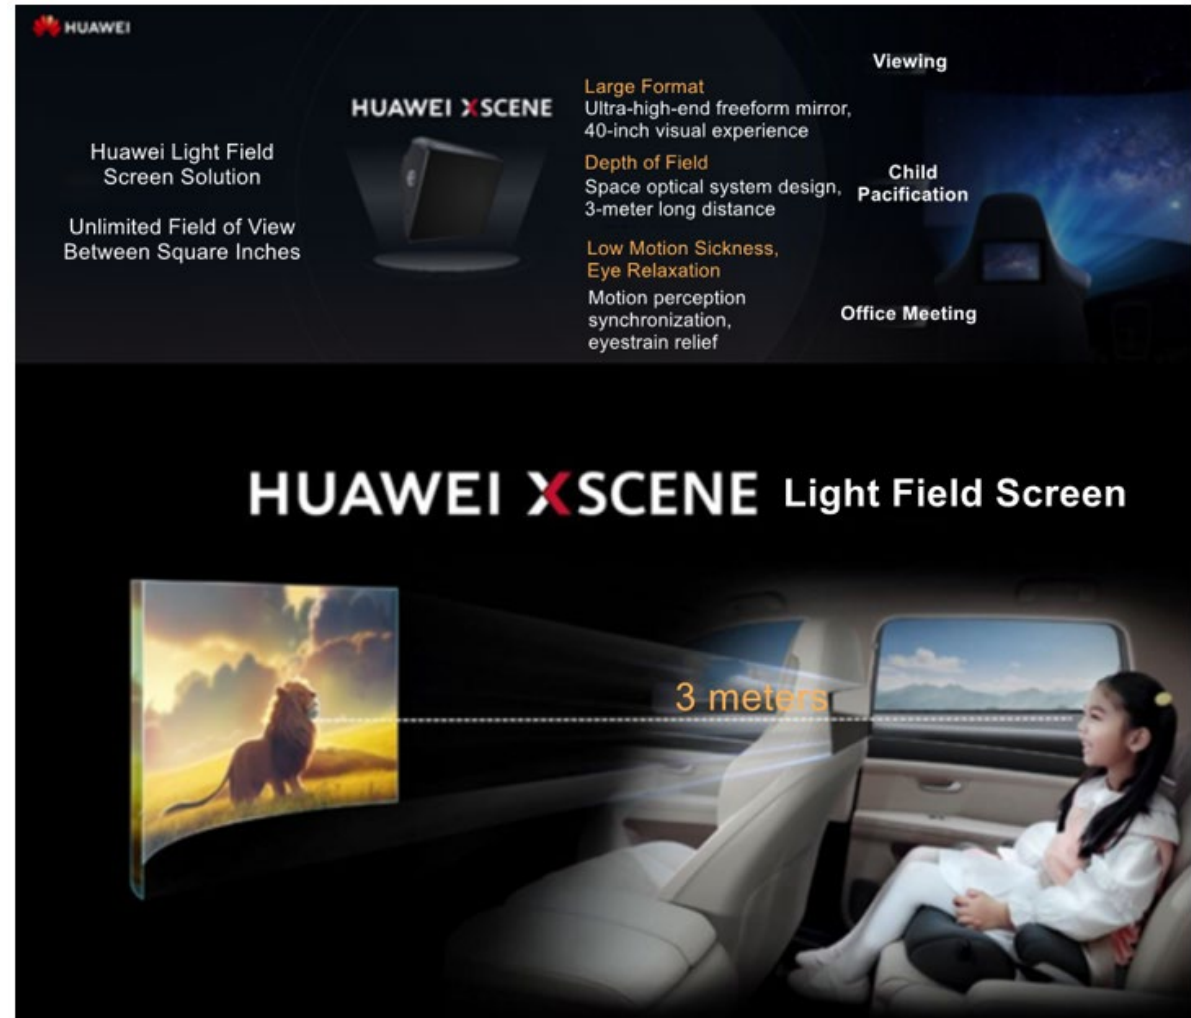 HUAWEI
Huawei Light Field
Screen Solution
Unlimited Field of View
Between Square Inches
HUAWEI XSCENE
Large Format
Ultra-high-end freeform mirror,
40-inch visual experience
Depth of Field
Space optical system design,
3-meter long distance
Low Motion Sickness,
Eye Relaxation
Motion perception
synchronization,
eyestrain relief
Viewing
Child
Pacification
Office Meeting
HUAWEI XSCENE Light Field Screen
3 meters